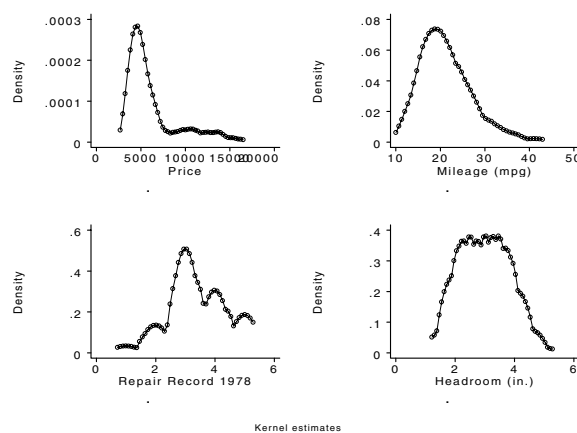 .0003
.0002
.0001
0
Density
0 5000 10000 15000 20000
Price
.08
.06
.04
.02
0
Density
10 20 30 40 50
Mileage (mpg)
.6
.4
.2
0
Density
0 2 4 6
Repair Record 1978
.4
.3
.2
.1
0
Density
0 2 4 6
Headroom (in.)
Kernel estimates